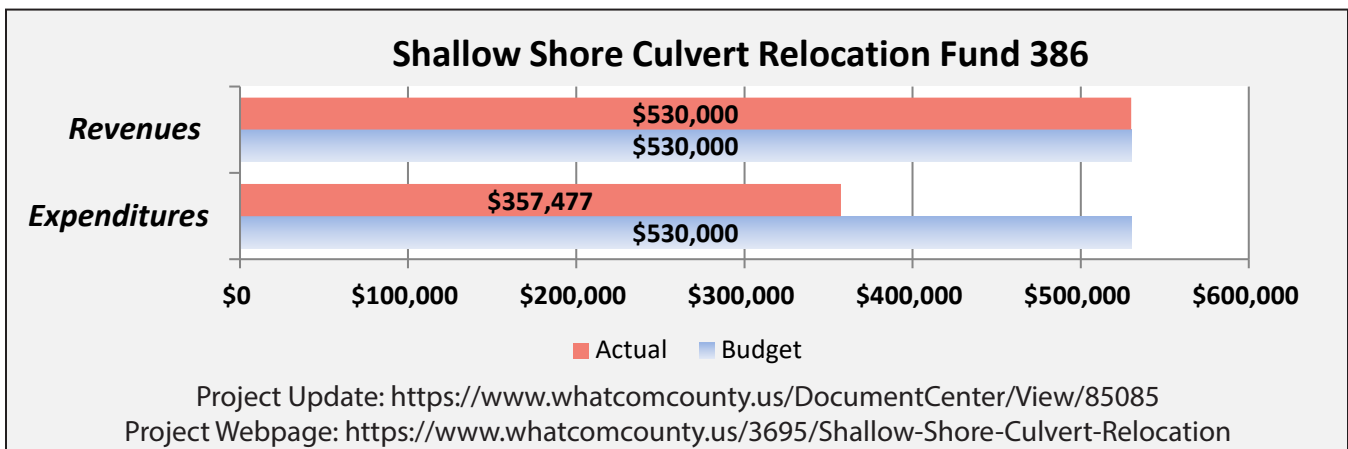 Shallow Shore Culvert Relocation Fund 386
Revenues
$530,000
$530,000
Expenditures
$357,477
$530,000
$0 $100,000 $200,000 $300,000 $400,000 $500,000 $600,000
Actual Budget
Project Update: https://www.whatcomcounty.us/DocumentCenter/View/85085
Project Webpage: https://www.whatcomcounty.us/3695/Shallow-Shore-Culvert-Relocation